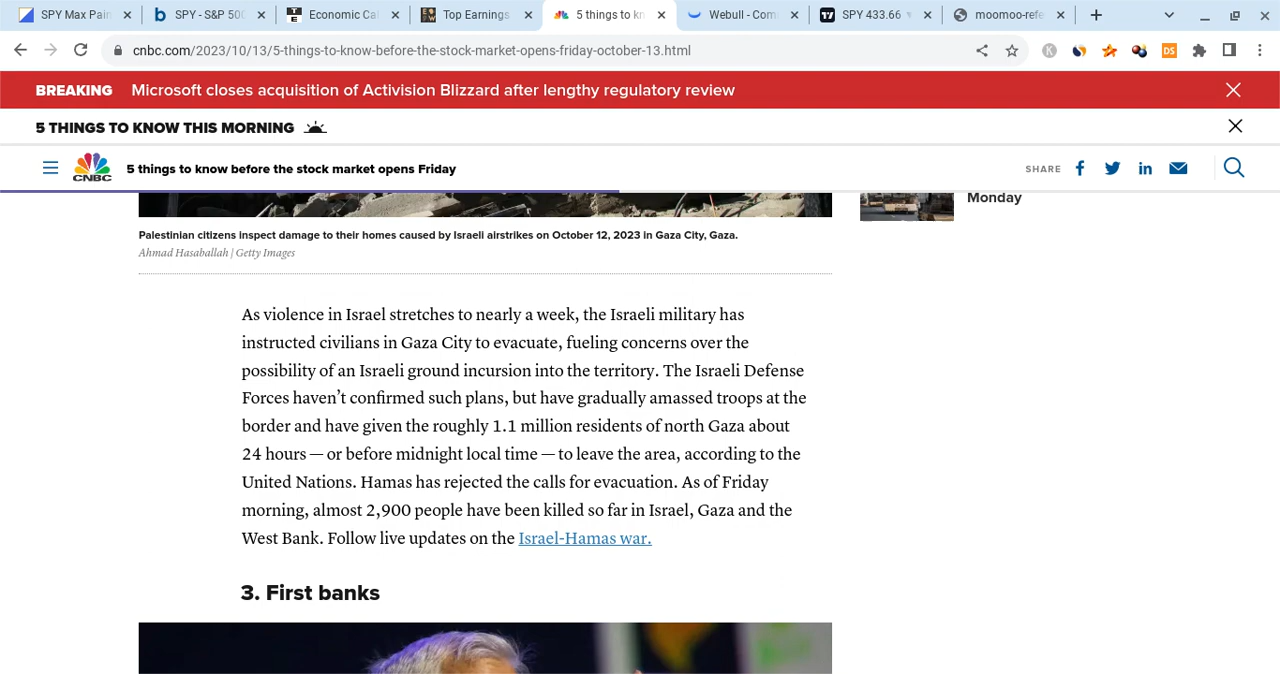 SPY Max Pain
SPY - S&P 500
Economic Cal
Top Earnings
5 things to kn
Webull - Com
SPY 433.66
moomoo-refe
cnbc.com/2023/10/13/5-things-to-know-before-the-stock-market-opens-friday-october-13.html
K
DS
BREAKING Microsoft closes acquisition of Activision Blizzard after lengthy regulatory review
5 THINGS TO KNOW THIS MORNING
CNBC
5 things to know before the stock market opens Friday
SHARE
Monday
Palestinian citizens inspect damage to their homes caused by Israeli airstrikes on October 12, 2023 in Gaza City, Gaza.
Ahmad Hasaballah | Getty Images
As violence in Israel stretches to nearly a week, the Israeli military has
instructed civilians in Gaza City to evacuate, fueling concerns over the
possibility of an Israeli ground incursion into the territory. The Israeli Defense
Forces haven’t confirmed such plans, but have gradually amassed troops at the
border and have given the roughly 1.1 million residents of north Gaza about
24 hours — or before midnight local time — to leave the area, according to the
United Nations. Hamas has rejected the calls for evacuation. As of Friday
morning, almost 2,900 people have been killed so far in Israel, Gaza and the
West Bank. Follow live updates on the Israel-Hamas war.
3. First banks